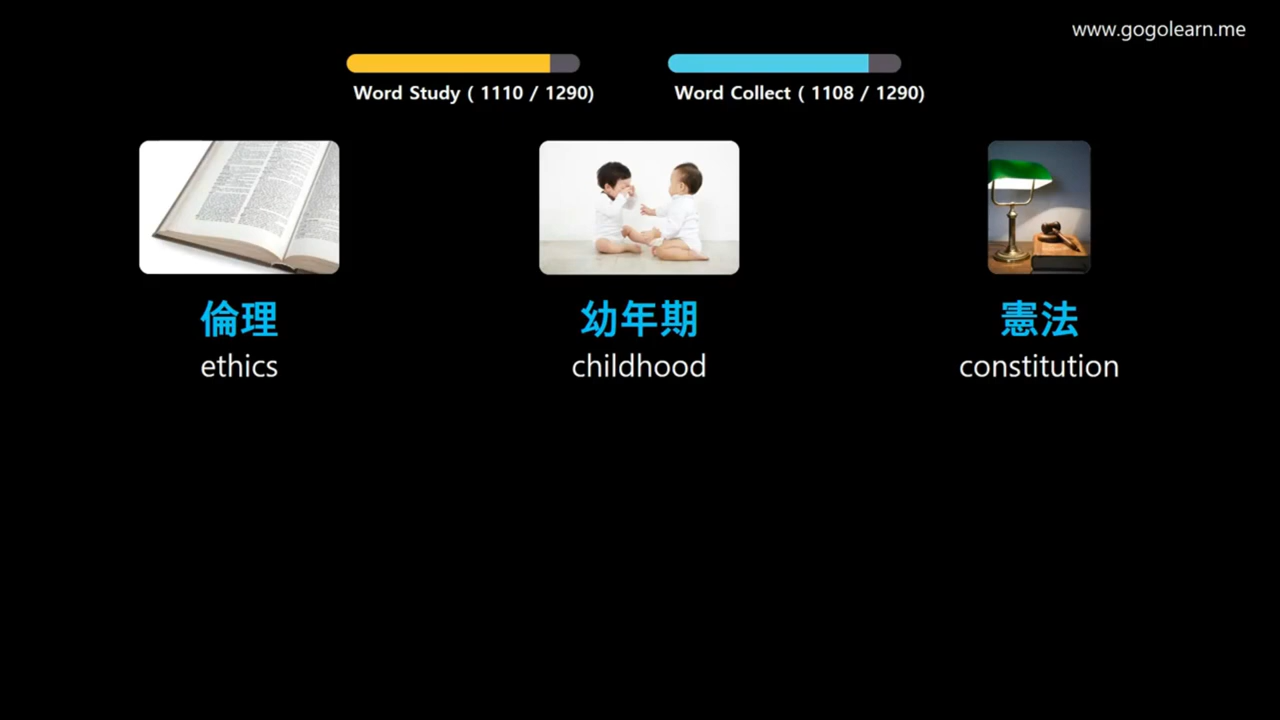 www.gogolearn.me
Word Study ( 1110 / 1290)
Word Collect ( 1108 / 1290)
倫理
ethics
幼年期
childhood
憲法
constitution